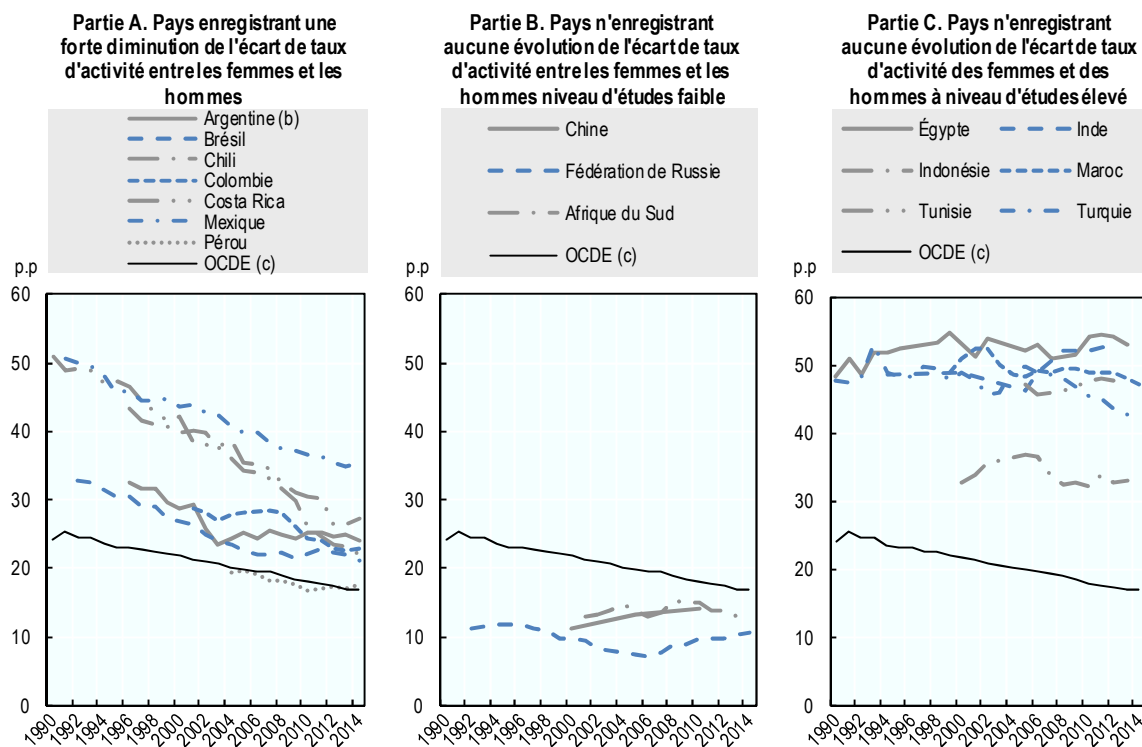 Partie A. Pays enregistrant une
forte diminution de l'écart de taux
d'activité entre les femmes et les
hommes
Argentine (b)
Brésil
Chili
Colombie
Costa Rica
Mexique
Pérou
OCDE (c)
p.p
60
50
40
30
20
10
0
1990
1992
1994
1996
1998
2000
2002
2004
2006
2008
2010
2012
2014
Partie B. Pays n'enregistrant
aucune évolution de l'écart de taux
d'activité entre les femmes et les
hommes niveau d'études faible
Chine
Fédération de Russie
Afrique du Sud
OCDE (c)
p.p
60
50
40
30
20
10
0
1990
1992
1994
1996
1998
2000
2002
2004
2006
2008
2010
2012
2014
Partie C. Pays n'enregistrant
aucune évolution de l'écart de taux
d'activité des femmes et des
hommes à niveau d'études élevé
Égypte Inde
Indonésie Maroc
Tunisie Turquie
OCDE (c)
p.p
60
50
40
30
20
10
0
1990
1992
1994
1996
1998
2000
2002
2004
2006
2008
2010
2012
2014